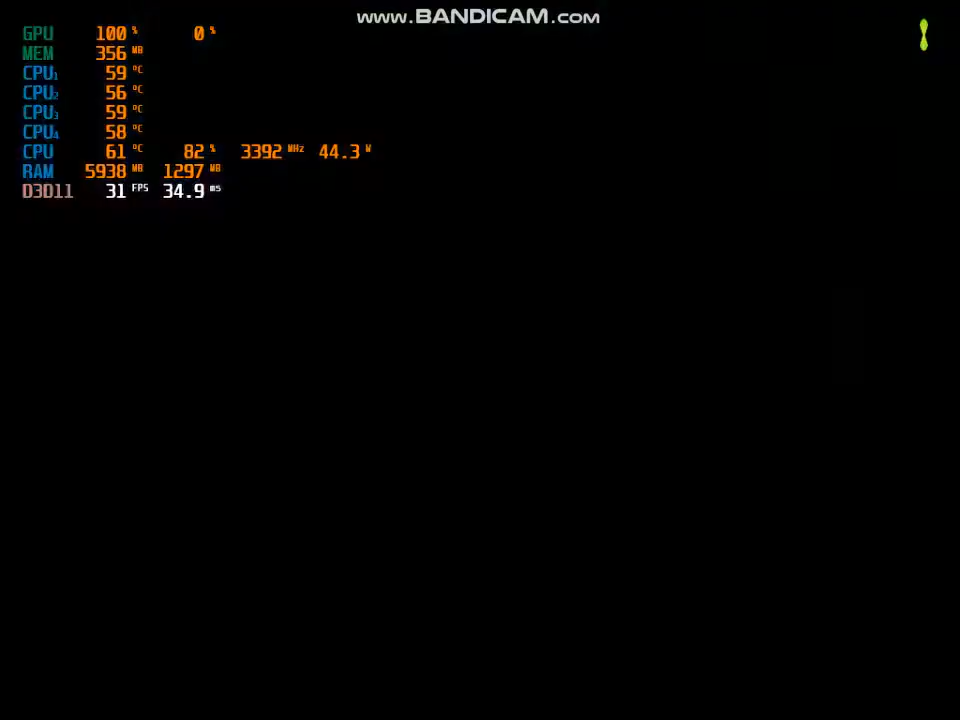 www.BANDICAM.com
GPU 100 % 0 %
MEM 356 MB
CPU1 59 °C
CPU2 56 °C
CPU3 59 °C
CPU4 58 °C
CPU 61 °C 82 % 3392 MHz 44.3 W
RAM 5938 MB 1297 MB
D3D11 31 FPS 34.9 ms